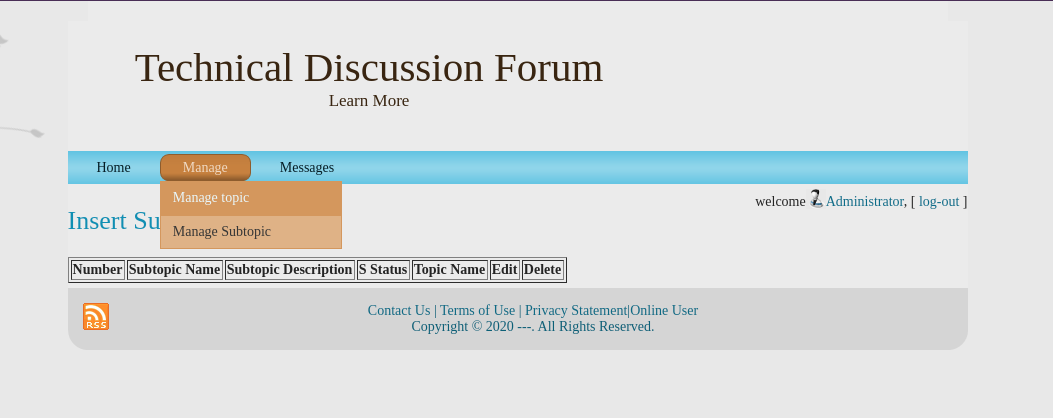 Technical Discussion Forum
Learn More
Home Manage Messages
Manage topic
Manage Subtopic
welcome Administrator, [ log-out ]
Insert Su
Number Subtopic Name Subtopic Description S Status Topic Name Edit Delete
RSS
Contact Us | Terms of Use | Privacy Statement|Online User
Copyright © 2020 ---. All Rights Reserved.